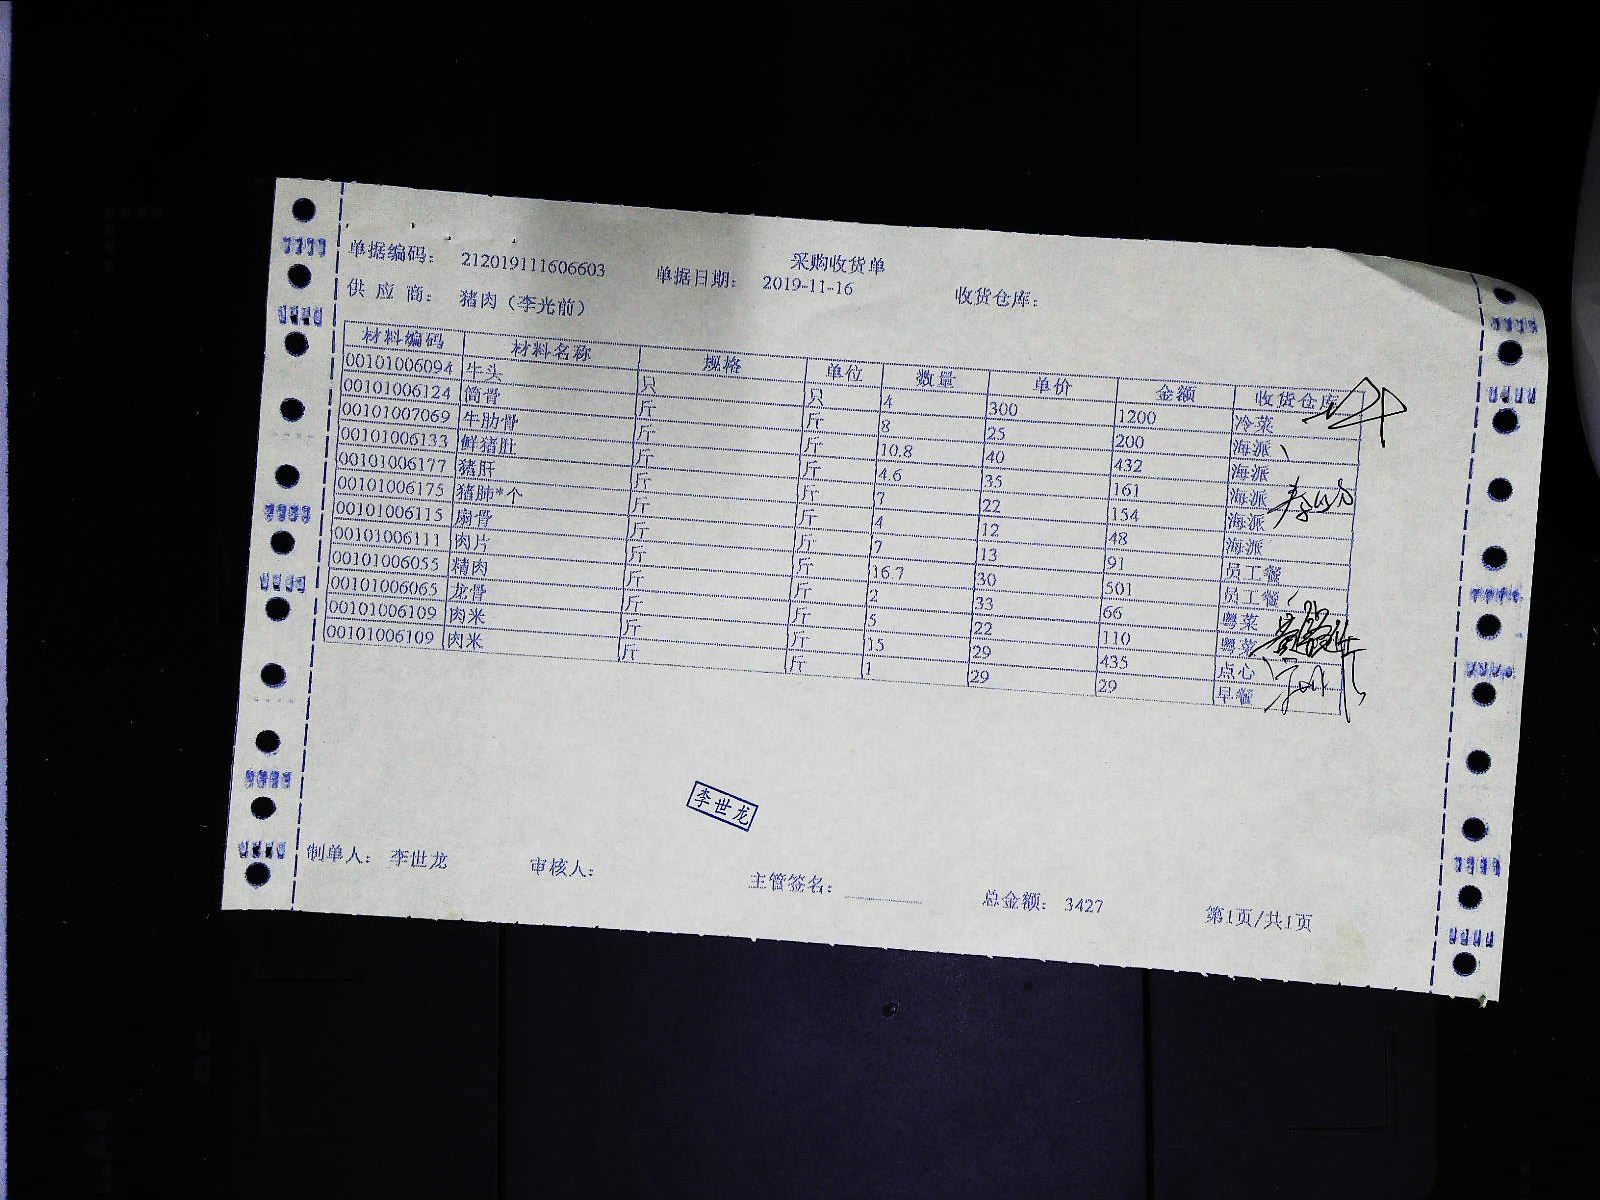 采购收货单
单据编码： 212019111606603 单据日期： 2019-11-16 收货仓库：
供 应 商： 猪肉（李光前）
材料编码 材料名称 规格 单位 数量 单价 金额 收货仓库
00101006094 牛头 只 只 4 300 1200 冷菜
00101006124 筒骨 斤 斤 8 25 200 海派
00101007069 牛肋骨 斤 斤 10.8 40 432 海派
00101006133 鲜猪肚 斤 斤 4.6 35 161 海派
00101006177 猪肝 斤 斤 7 22 154 海派
00101006175 猪肺*个 斤 斤 4 12 48 海派
00101006115 扇骨 斤 斤 7 13 91 员工餐
00101006111 肉片 斤 斤 16.7 30 501 员工餐
00101006055 精肉 斤 斤 2 33 66 粤菜
00101006065 龙骨 斤 斤 5 22 110 粤菜
00101006109 肉米 斤 斤 15 29 435 点心
00101006109 肉米 斤 斤 1 29 29 早餐
李世龙
制单人： 李世龙 审核人： 主管签名： 总金额： 3427 第1页/共1页